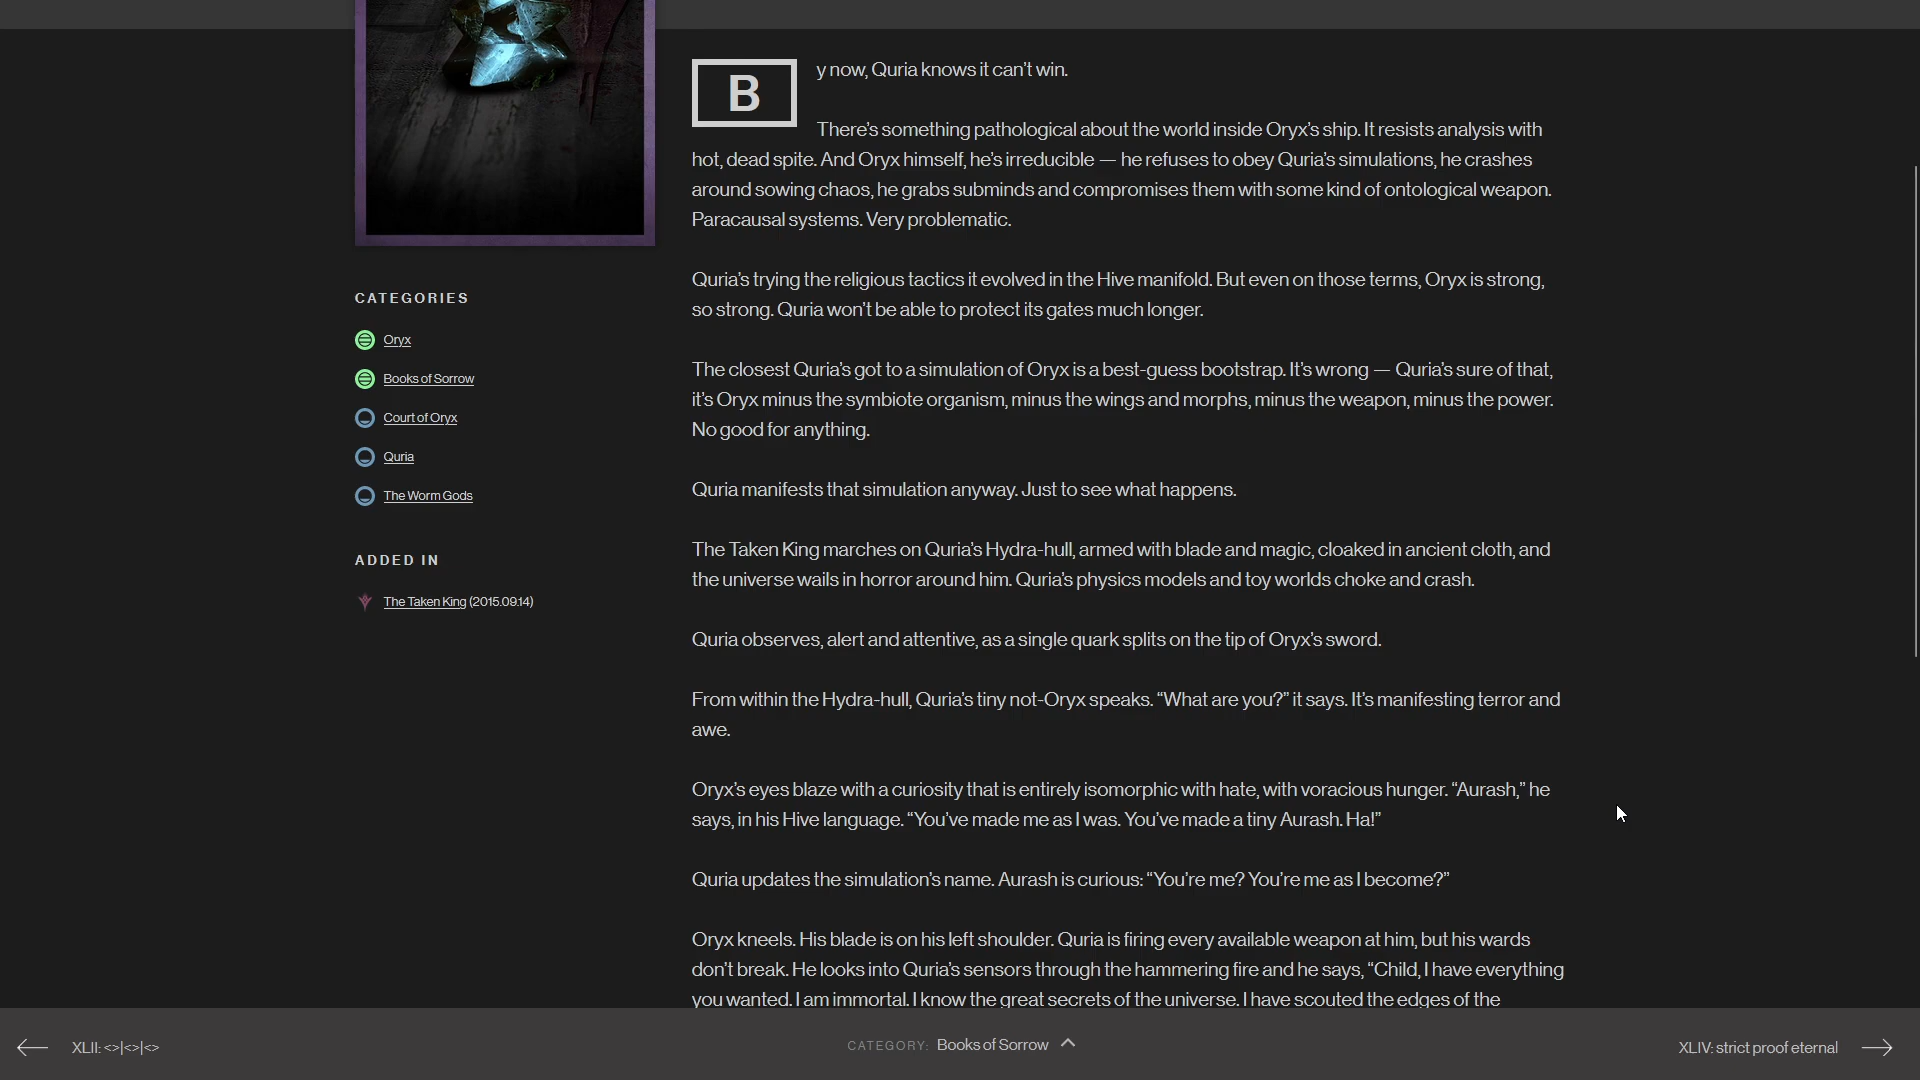 By now, Quria knows it can’t win.
There’s something pathological about the world inside Oryx’s ship. It resists analysis with
hot, dead spite. And Oryx himself, he’s irreducible — he refuses to obey Quria’s simulations, he crashes
around sowing chaos, he grabs subminds and compromises them with some kind of ontological weapon.
Paracausal systems. Very problematic.
Quria’s trying the religious tactics it evolved in the Hive manifold. But even on those terms, Oryx is strong,
so strong. Quria won’t be able to protect its gates much longer.
The closest Quria’s got to a simulation of Oryx is a best-guess bootstrap. It’s wrong — Quria’s sure of that,
it’s Oryx minus the symbiote organism, minus the wings and morphs, minus the weapon, minus the power.
No good for anything.
Quria manifests that simulation anyway. Just to see what happens.
The Taken King marches on Quria’s Hydra-hull, armed with blade and magic, cloaked in ancient cloth, and
the universe wails in horror around him. Quria’s physics models and toy worlds choke and crash.
Quria observes, alert and attentive, as a single quark splits on the tip of Oryx’s sword.
From within the Hydra-hull, Quria’s tiny not-Oryx speaks. “What are you?” it says. It’s manifesting terror and
awe.
Oryx’s eyes blaze with a curiosity that is entirely isomorphic with hate, with voracious hunger. “Aurash,” he
says, in his Hive language. “You’ve made me as I was. You’ve made a tiny Aurash. Ha!”
Quria updates the simulation’s name. Aurash is curious: “You’re me? You’re me as I become?”
Oryx kneels. His blade is on his left shoulder. Quria is firing every available weapon at him, but his wards
don’t break. He looks into Quria’s sensors through the hammering fire and he says, “Child, I have everything
you wanted. I am immortal. I know the great secrets of the universe. I have scouted the edges of the
CATEGORIES
Oryx
Books of Sorrow
Court of Oryx
Quria
The Worm Gods
ADDED IN
The Taken King (2015.09.14)
XLII: <>|<>|<>
CATEGORY: Books of Sorrow
XLIV: strict proof eternal